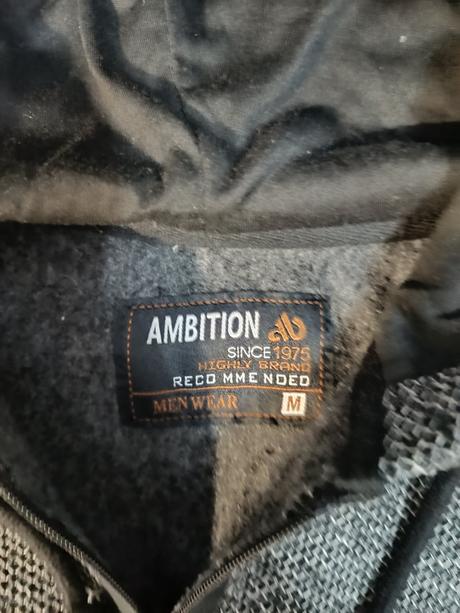 AMBITION
SINCE 1975
HIGHLY BRAND
RECO MME NDED
MEN WEAR M